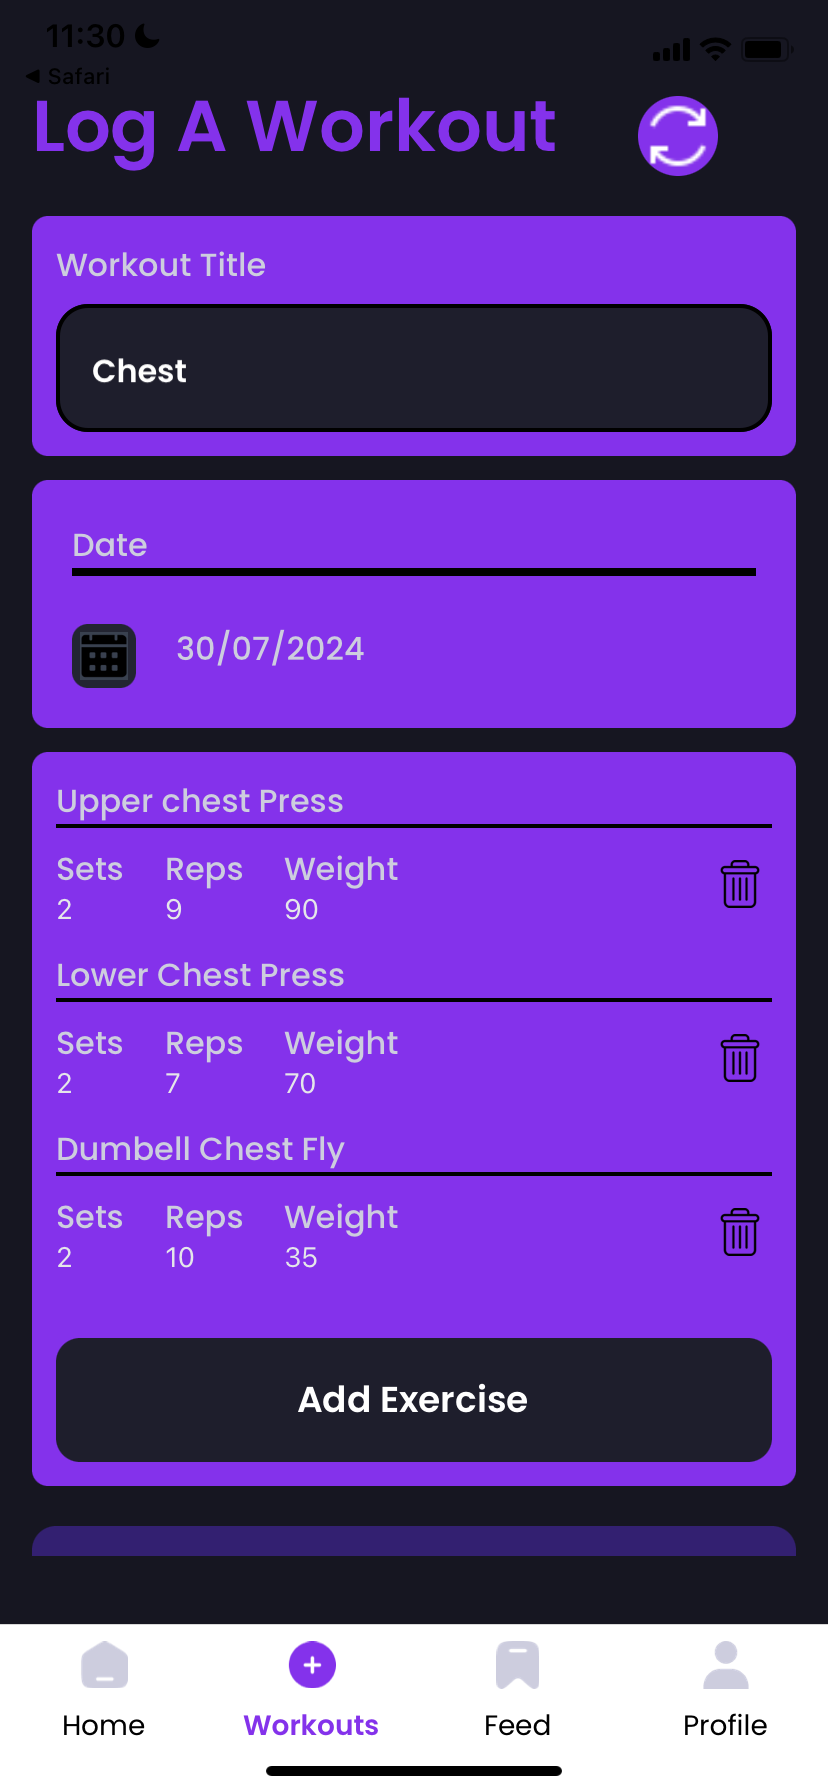 11:30
Safari
Log A Workout
Workout Title
Chest
Date
30/07/2024
Upper chest Press
Sets Reps Weight
2 9 90
Lower Chest Press
Sets Reps Weight
2 7 70
Dumbell Chest Fly
Sets Reps Weight
2 10 35
Add Exercise
Home Workouts Feed Profile